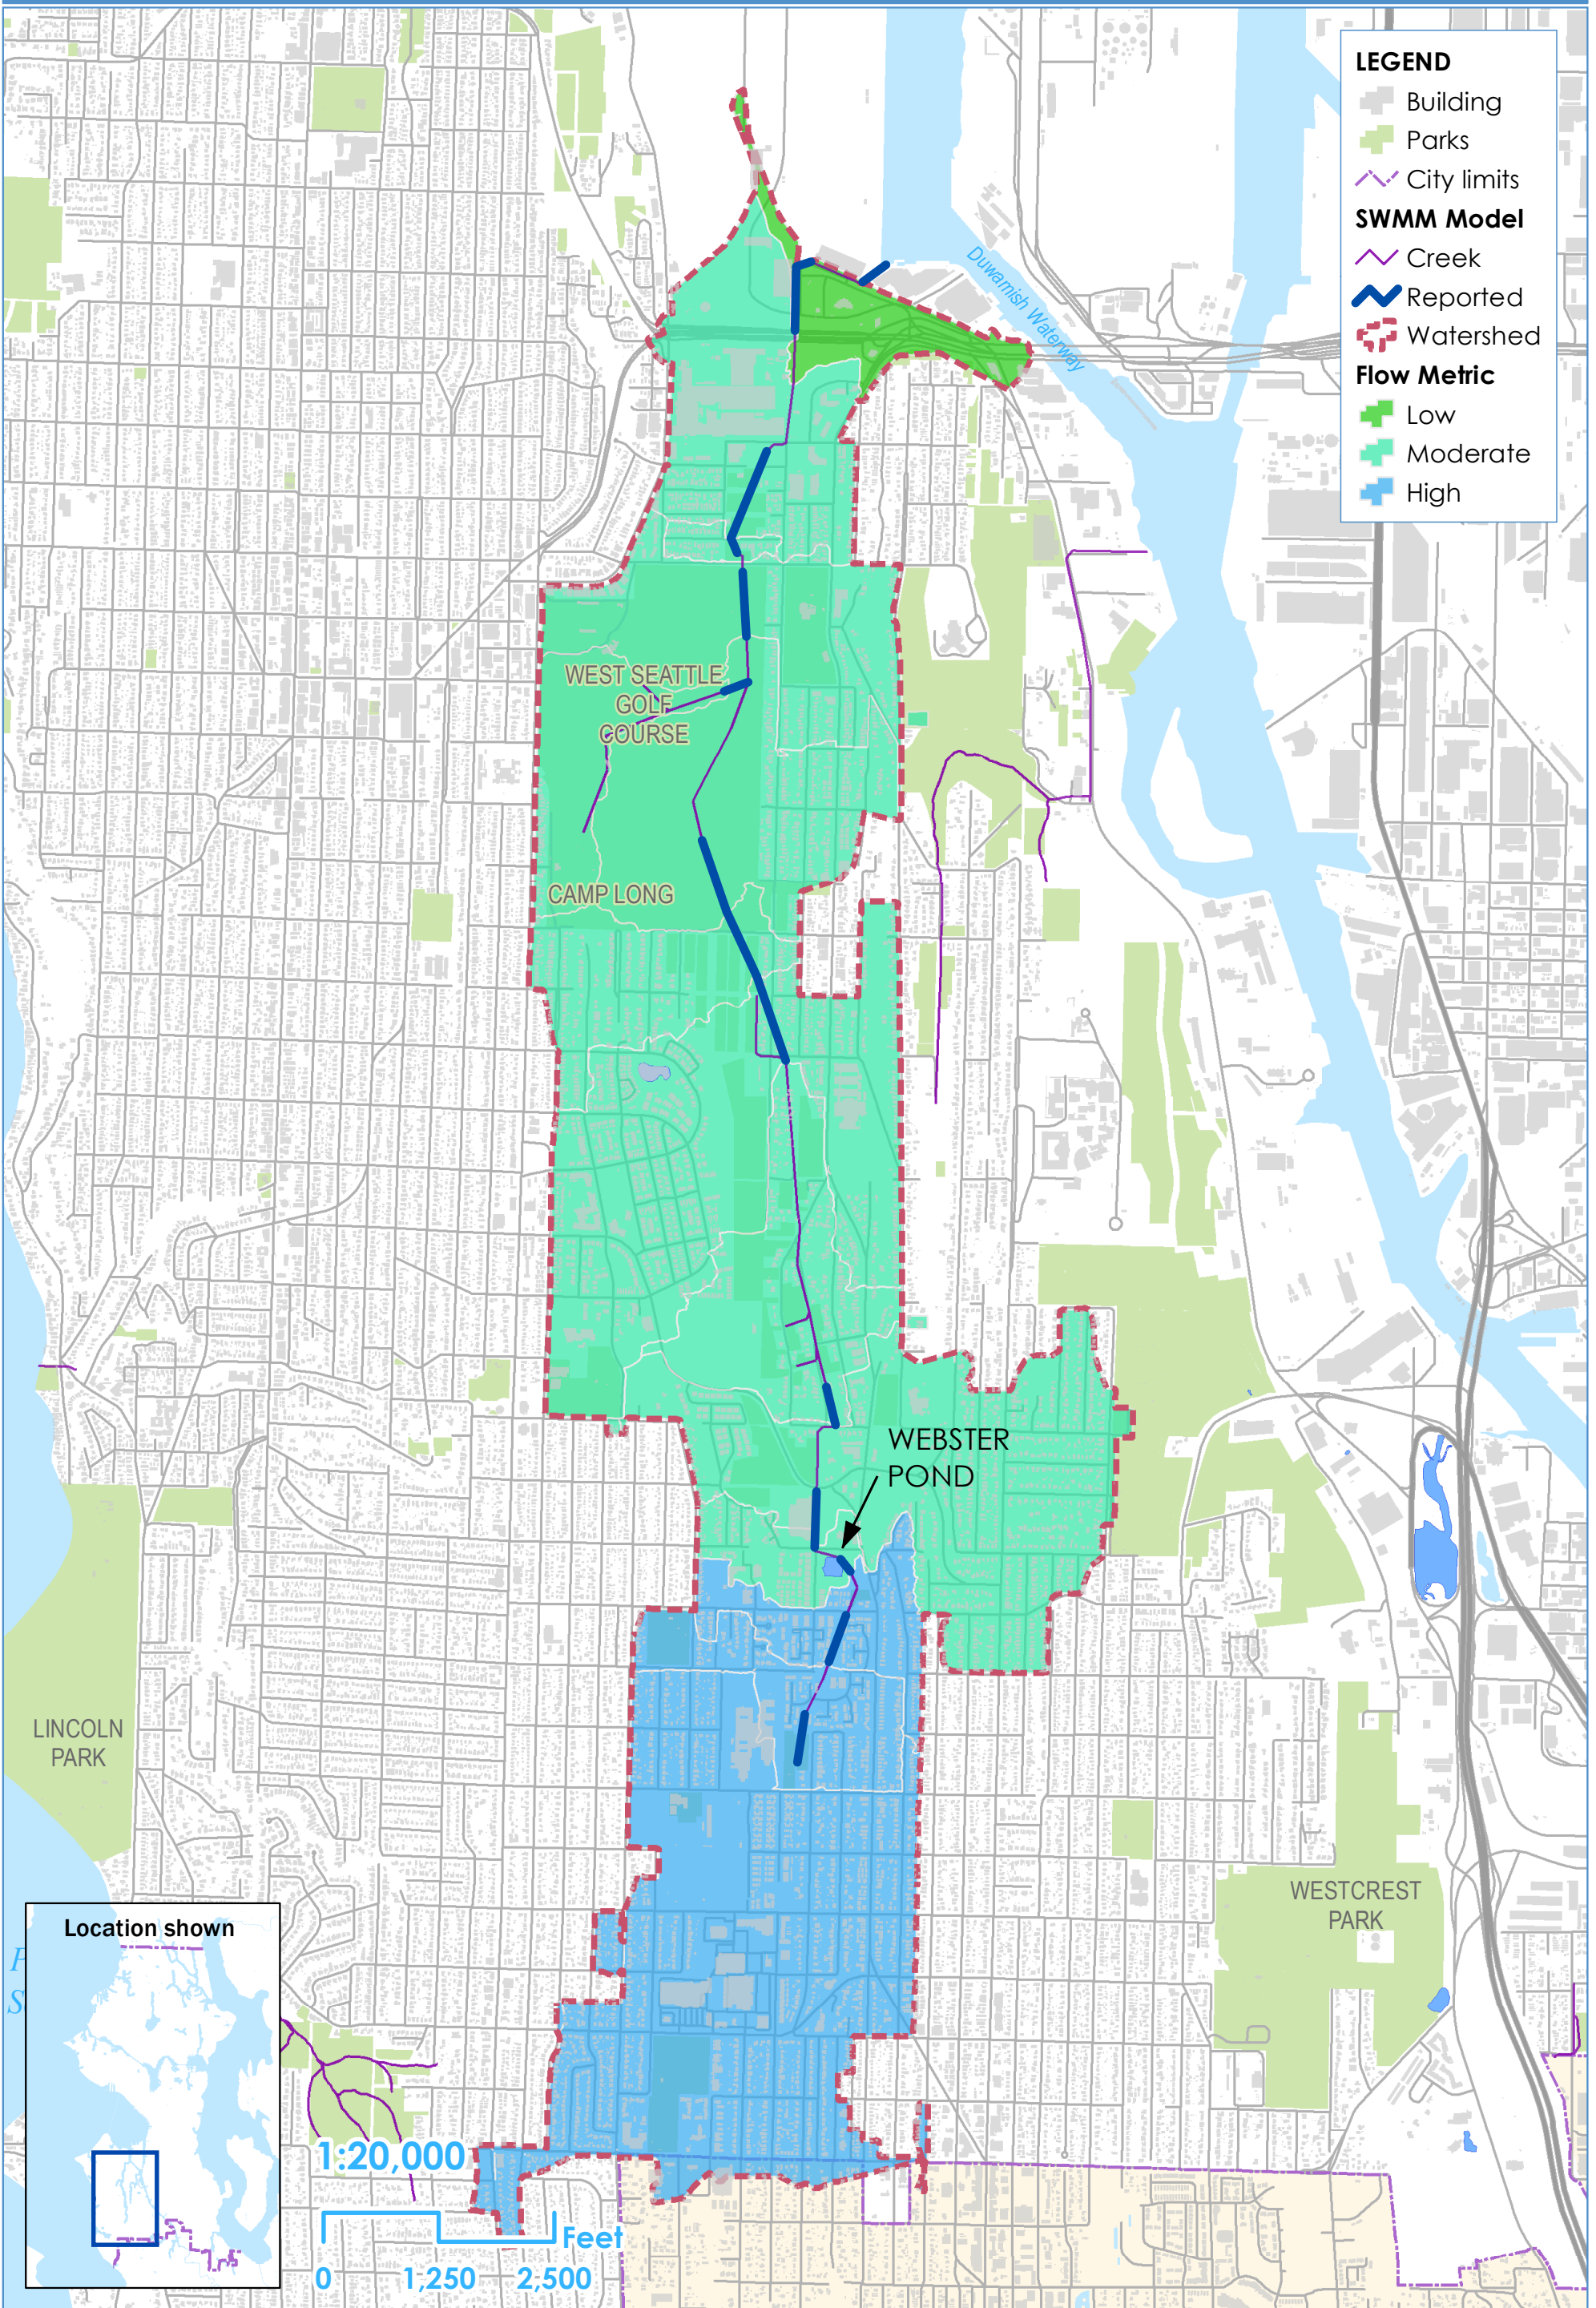 LEGEND
Building
Parks
City limits
SWMM Model
Creek
Reported
Watershed
Flow Metric
Low
Moderate
High
Duwamish Waterway
WEST SEATTLE
GOLF
COURSE
CAMP LONG
WEBSTER
POND
LINCOLN
PARK
WESTCREST
PARK
Location shown
P
S
1:20,000
Feet
0 1,250 2,500